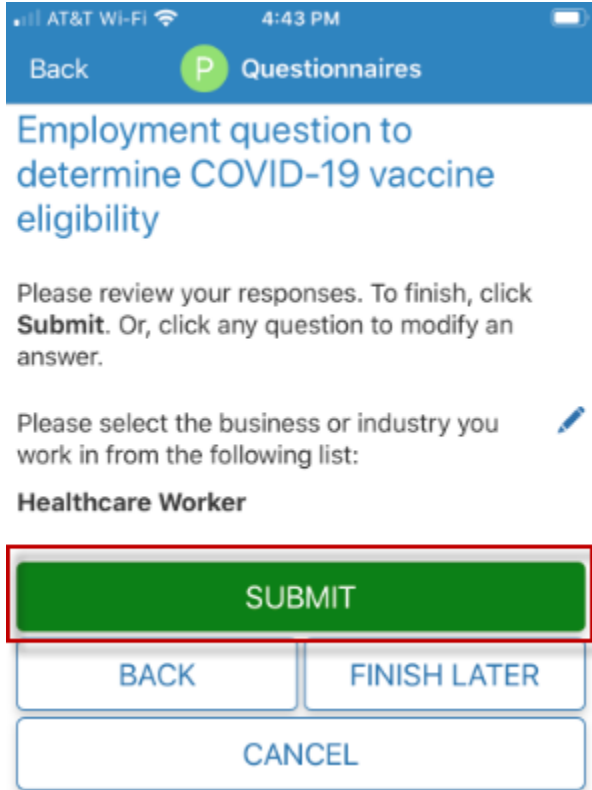 AT&T Wi-Fi 4:43 PM
Back P Questionnaires
Employment question to
determine COVID-19 vaccine
eligibility
Please review your responses. To finish, click
Submit. Or, click any question to modify an
answer.
Please select the business or industry you
work in from the following list:
Healthcare Worker
SUBMIT
BACK FINISH LATER
CANCEL